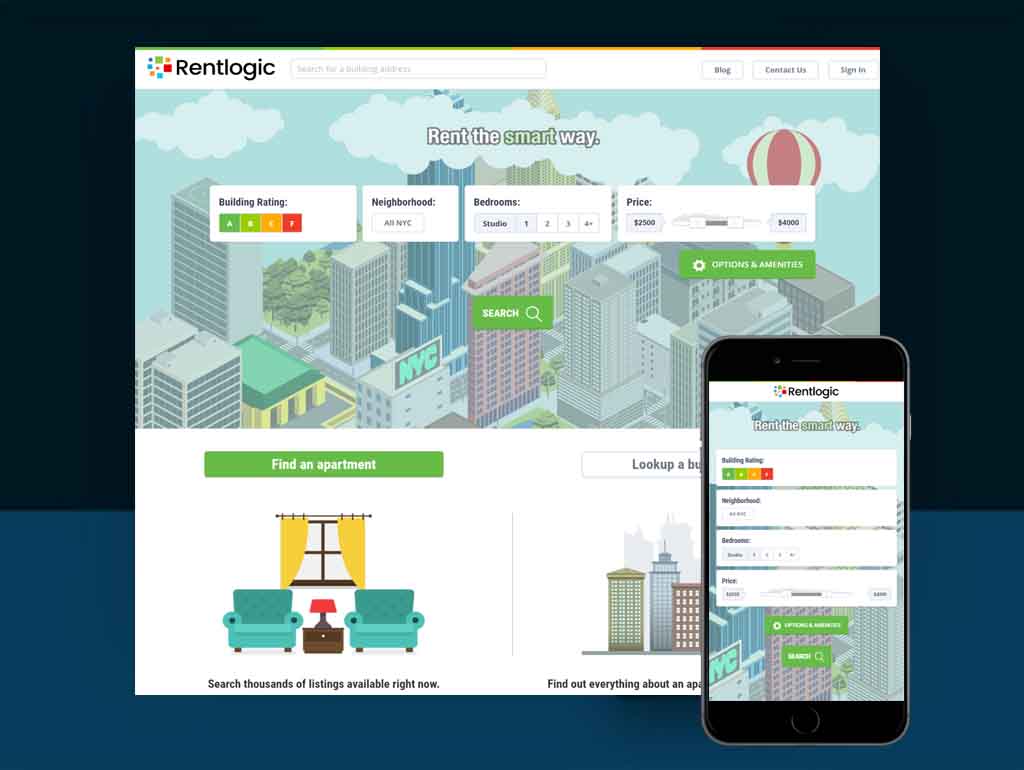 Rentlogic
Search for a building address
Blog
Contact Us
Sign In
Rent the smart way.
Building Rating:
A B C F
Neighborhood:
All NYC
Bedrooms:
Studio 1 2 3 4+
Price:
$2500
$4000
OPTIONS & AMENITIES
SEARCH
NYC
Find an apartment
Lookup a bu
Search thousands of listings available right now.
Find out everything about an apa
Rentlogic
Rent the smart way.
Building Rating:
A B C F
Neighborhood:
All NYC
Bedrooms:
Studio 1 2 3 4+
Price:
$2500
OPTIONS & AMENITIES
SEARCH
NYC